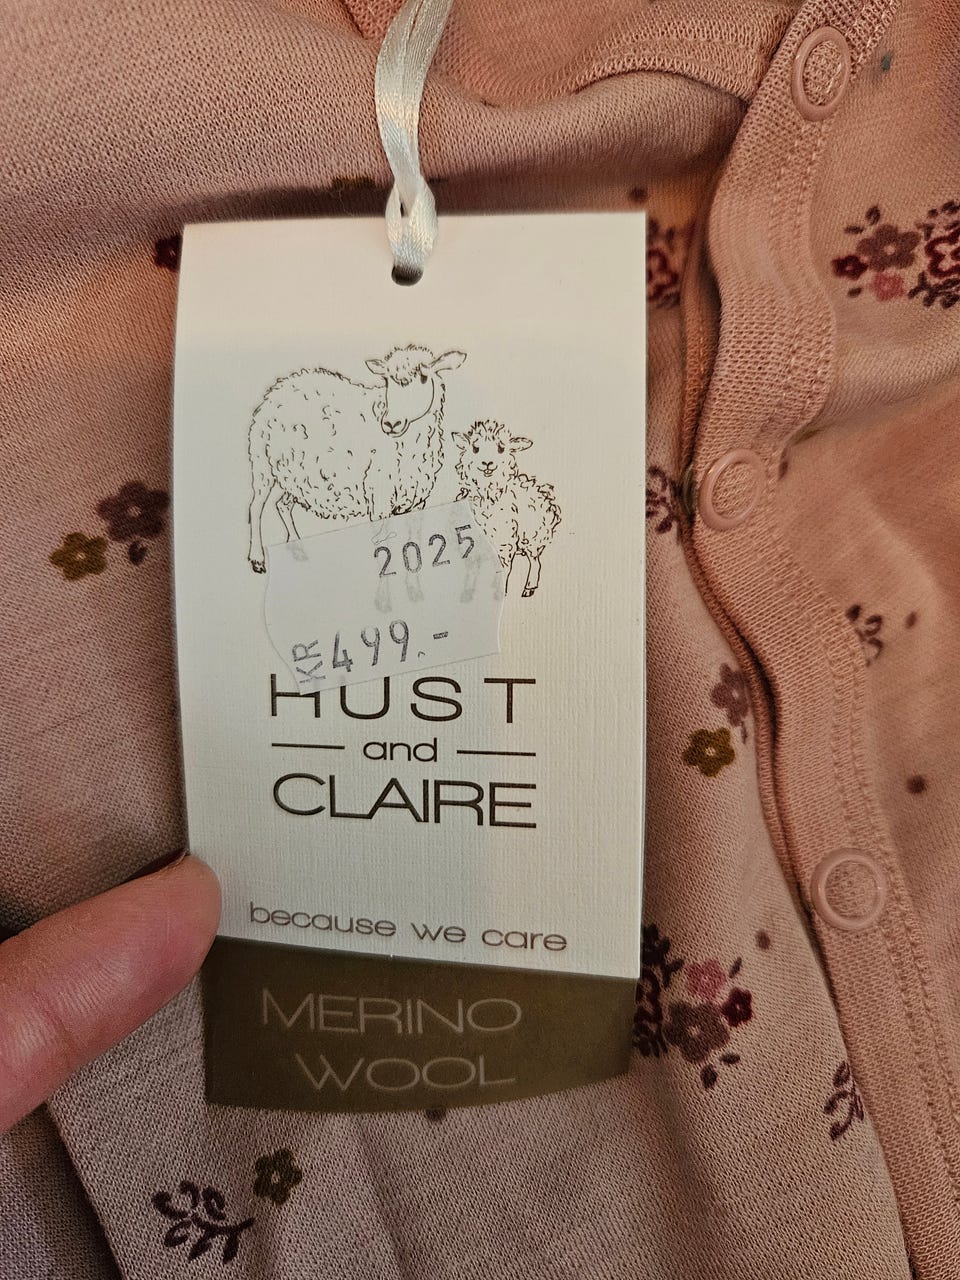 2025
KR 499.-
HUST
and
CLAIRE
because we care
MERINO
WOOL